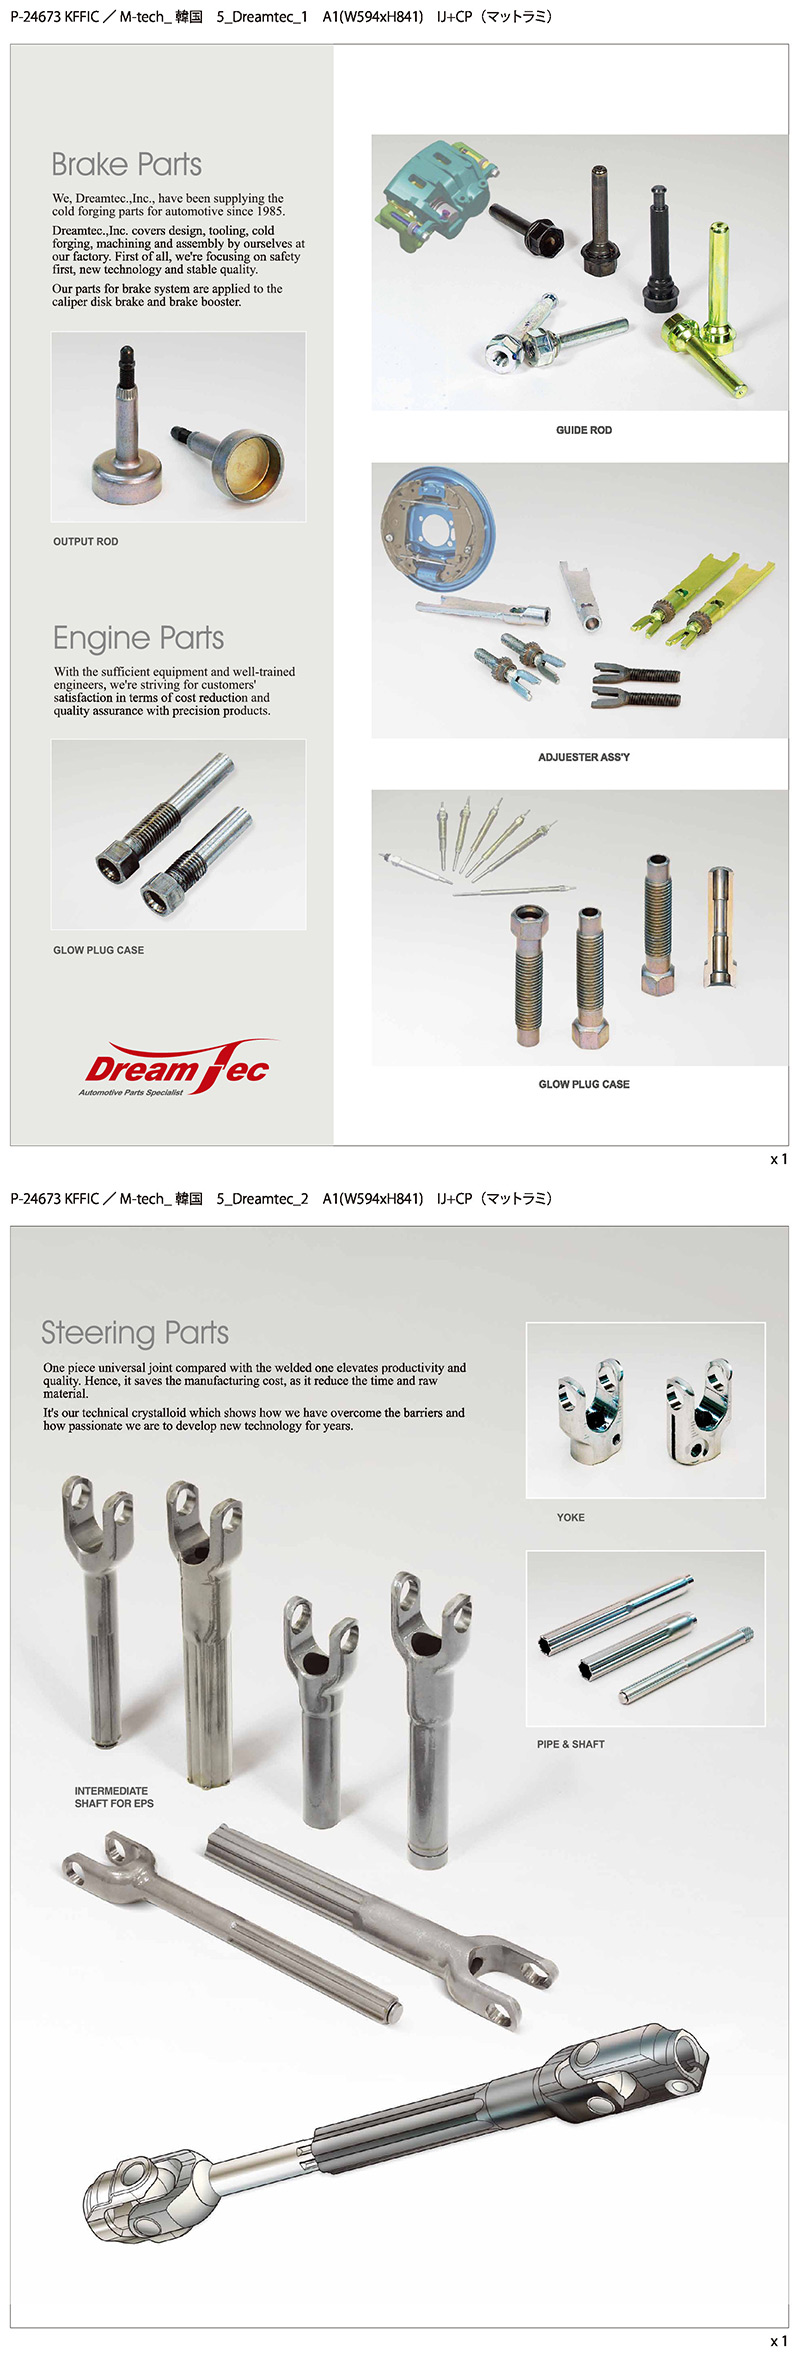 P-24673 KFFIC ／ M-tech_ 韓国　5_Dreamtec_1　A1(W594xH841)　IJ+CP（マットラミ）
Brake Parts
We, Dreamtec.,Inc., have been supplying the
cold forging parts for automotive since 1985.
Dreamtec.,Inc. covers design, tooling, cold
forging, machining and assembly by ourselves at
our factory. First of all, we're focusing on safety
first, new technology and stable quality.
Our parts for brake system are applied to the
caliper disk brake and brake booster.
OUTPUT ROD
Engine Parts
With the sufficient equipment and well-trained
engineers, we're striving for customers'
satisfaction in terms of cost reduction and
quality assurance with precision products.
GLOW PLUG CASE
DreamTec
Automotive Parts Specialist
GUIDE ROD
ADJUESTER ASS'Y
GLOW PLUG CASE
x 1
P-24673 KFFIC ／ M-tech_ 韓国　5_Dreamtec_2　A1(W594xH841)　IJ+CP（マットラミ）
Steering Parts
One piece universal joint compared with the welded one elevates productivity and
quality. Hence, it saves the manufacturing cost, as it reduce the time and raw
material.
It's our technical crystalloid which shows how we have overcome the barriers and
how passionate we are to develop new technology for years.
YOKE
PIPE & SHAFT
INTERMEDIATE
SHAFT FOR EPS
x 1